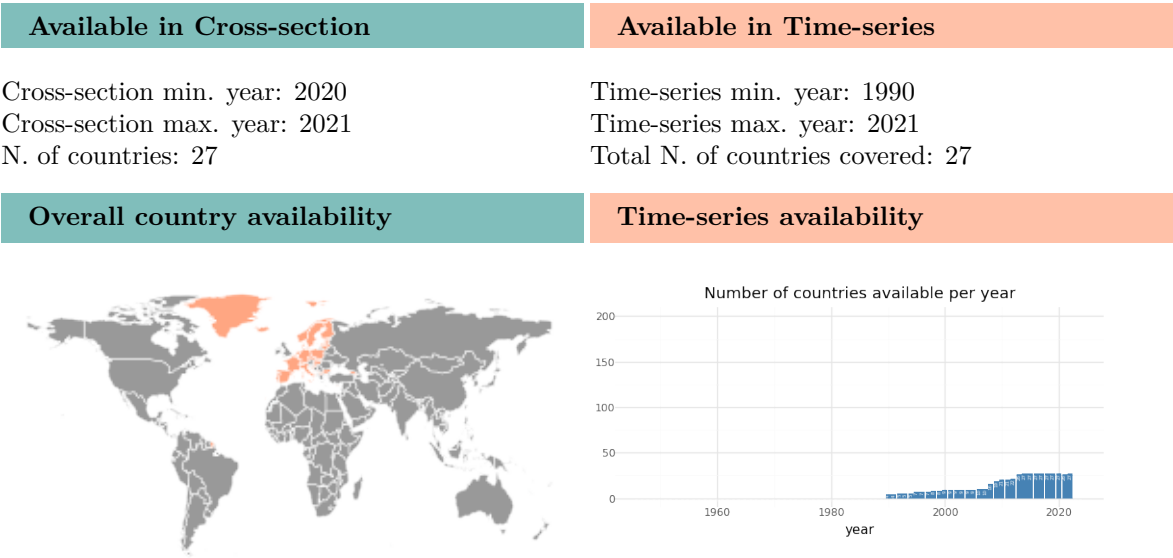 Available in Cross-section
Available in Time-series
Cross-section min. year: 2020
Cross-section max. year: 2021
N. of countries: 27
Time-series min. year: 1990
Time-series max. year: 2021
Total N. of countries covered: 27
Overall country availability
Time-series availability
Number of countries available per year
200
150
100
50
0
1960
1980
2000
2020
year